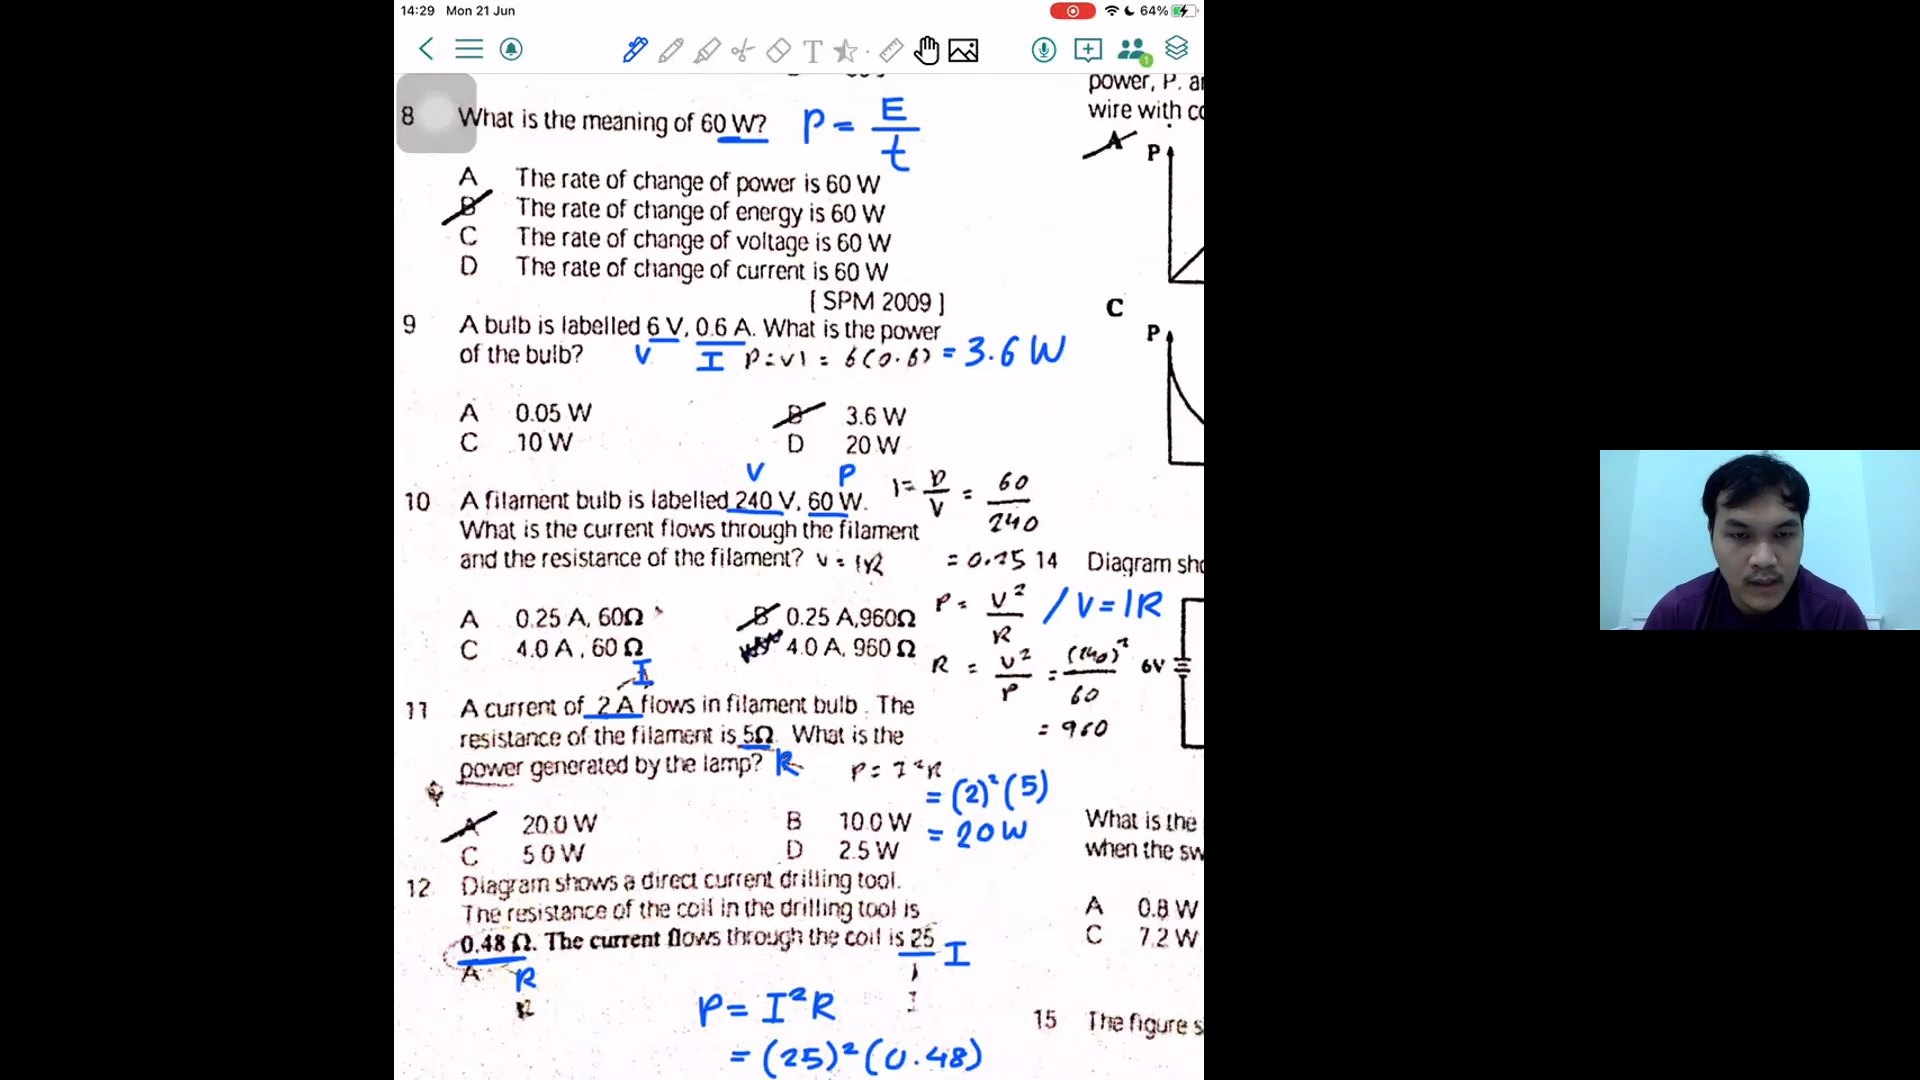 14:29 Mon 21 Jun
64%
T
1
8 What is the meaning of 60 W? P = E / t
A The rate of change of power is 60 W
B The rate of change of energy is 60 W
C The rate of change of voltage is 60 W
D The rate of change of current is 60 W
[ SPM 2009 ]
9 A bulb is labelled 6 V, 0.6 A. What is the power
of the bulb? V I P = VI = 6(0.6) = 3.6 W
A 0.05 W B 3.6 W
C 10 W D 20 W
V P
10 A filament bulb is labelled 240 V, 60 W.
What is the current flows through the filament
and the resistance of the filament? V = IR
I = P / V = 60 / 240
= 0.25
A 0.25 A, 60Ω B 0.25 A, 960Ω
C 4.0 A, 60 Ω 4.0 A, 960 Ω
P = V² / R / V = IR
R = V² / P = (240)² / 60
= 960
I
11 A current of 2 A flows in filament bulb. The
resistance of the filament is 5Ω. What is the
power generated by the lamp? R P = I²R
= (2)² (5)
= 20 W
A 20.0 W B 10.0 W
C 5.0 W D 2.5 W
12 Diagram shows a direct current drilling tool.
The resistance of the coil in the drilling tool is
0.48 Ω. The current flows through the coil is 25 I
A R
R I
P = I²R
= (25)² (0.48)
power, P. a
wire with co
A P
C P
14 Diagram sho
6V
What is the
when the sw
A 0.8 W
C 7.2 W
15 The figure s